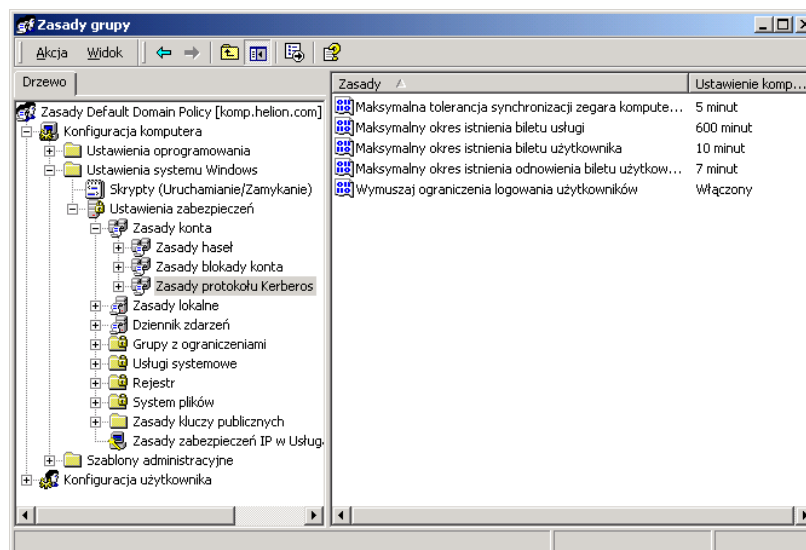 Zasady grupy
Akcja Widok
Drzewo
Zasady Default Domain Policy [komp.helion.com]
Konfiguracja komputera
Ustawienia oprogramowania
Ustawienia systemu Windows
Skrypty (Uruchamianie/Zamykanie)
Ustawienia zabezpieczeń
Zasady konta
Zasady haseł
Zasady blokady konta
Zasady protokołu Kerberos
Zasady lokalne
Dziennik zdarzeń
Grupy z ograniczeniami
Usługi systemowe
Rejestr
System plików
Zasady kluczy publicznych
Zasady zabezpieczeń IP w Usług
Szablony administracyjne
Konfiguracja użytkownika
Zasady Ustawienie komp...
Maksymalna tolerancja synchronizacji zegara kompute... 5 minut
Maksymalny okres istnienia biletu usługi 600 minut
Maksymalny okres istnienia biletu użytkownika 10 minut
Maksymalny okres istnienia odnowienia biletu użytkow... 7 minut
Wymuszaj ograniczenia logowania użytkowników Włączony